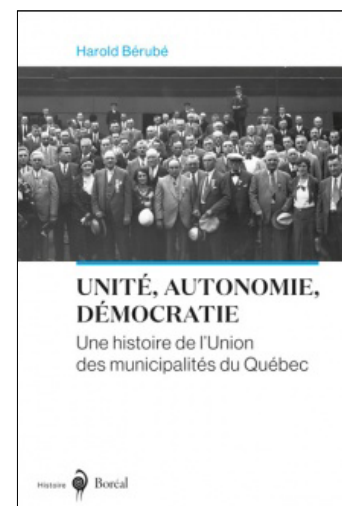 Harold Bérubé
UNITÉ, AUTONOMIE,
DÉMOCRATIE
Une histoire de l'Union
des municipalités du Québec
Histoire Boréal